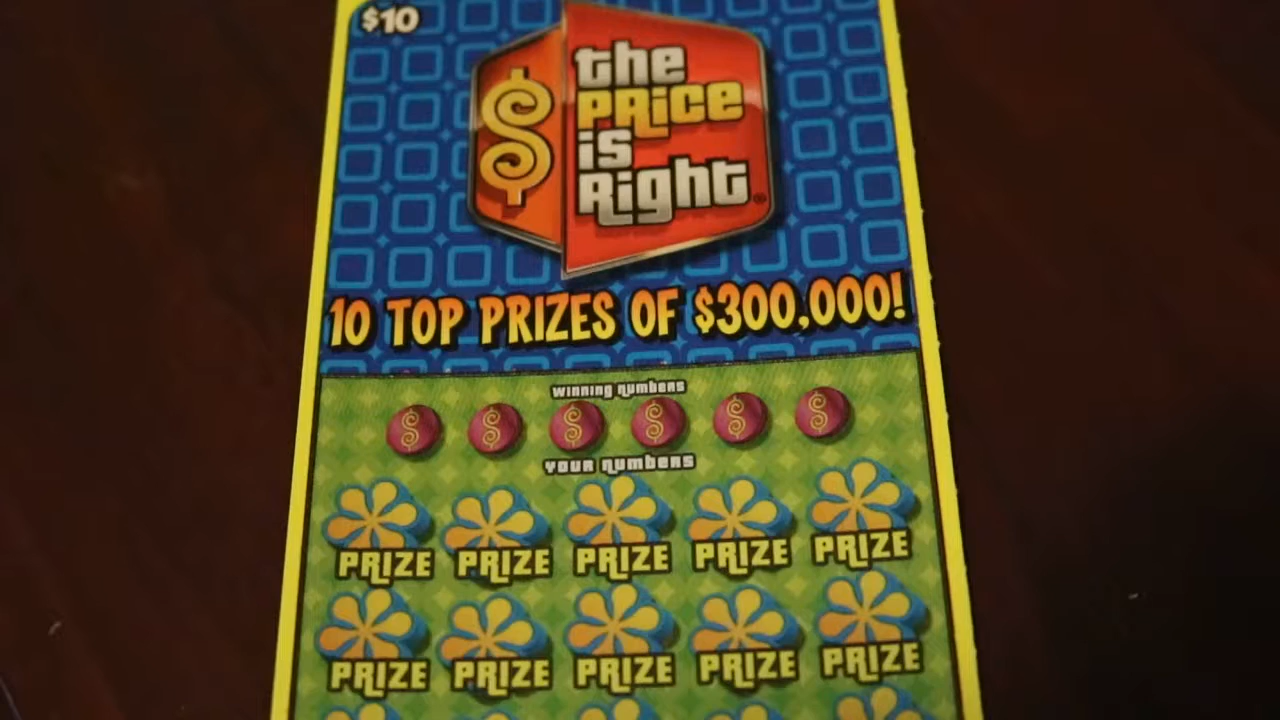 $10
$
the
PRice
is
Right®
10 TOP PRIZES OF $300,000!
WINNING NUMBERS
$ $ $ $ $ $
YOUR NUMBERS
PRIZE PRIZE PRIZE PRIZE PRIZE
PRIZE PRIZE PRIZE PRIZE PRIZE